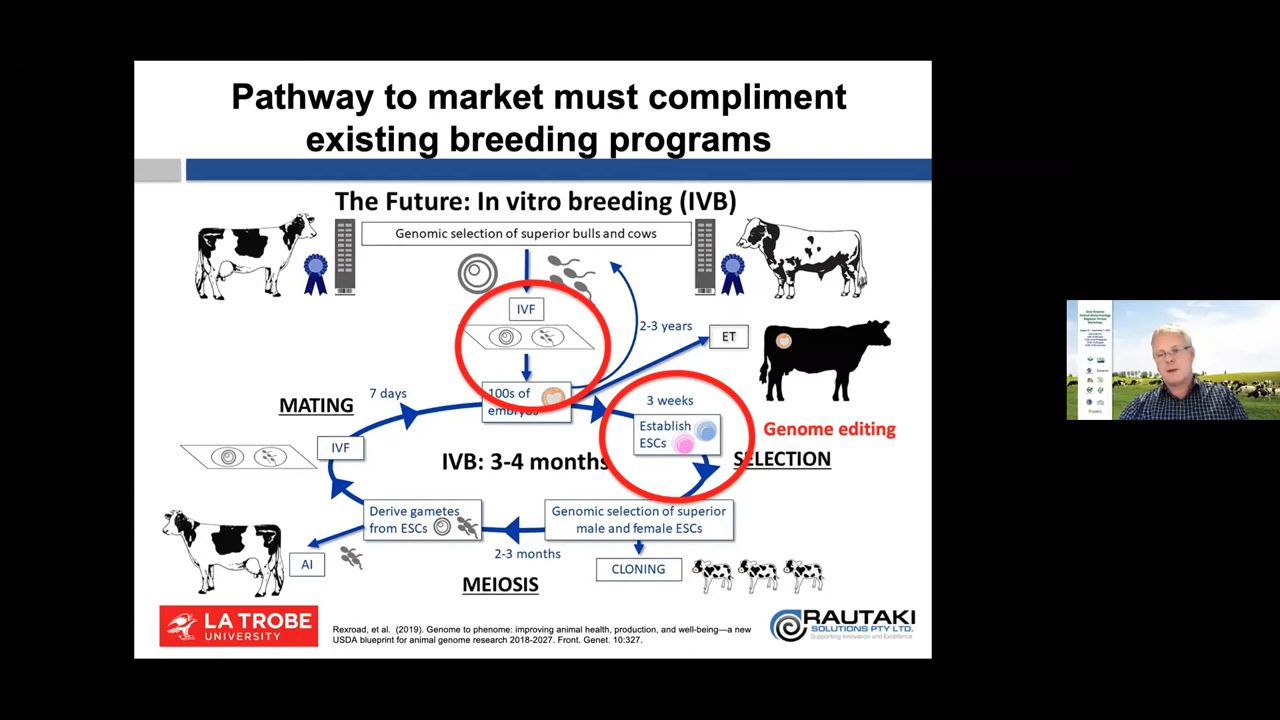 Pathway to market must compliment
existing breeding programs
The Future: In vitro breeding (IVB)
Genomic selection of superior bulls and cows
IVF
2-3 years
ET
100s of
embryos
3 weeks
7 days
MATING
Establish
ESCs
Genome editing
SELECTION
IVF
IVB: 3-4 months
Derive gametes
from ESCs
Genomic selection of superior
male and female ESCs
2-3 months
AI
CLONING
MEIOSIS
LA TROBE
UNIVERSITY
Rexroad, et al. (2019). Genome to phenome: improving animal health, production, and well-being—a new
USDA blueprint for animal genome research 2018-2027. Front. Genet. 10:327.
RAUTAKI
SOLUTIONS PTY LTD.
Supporting Innovation and Excellence